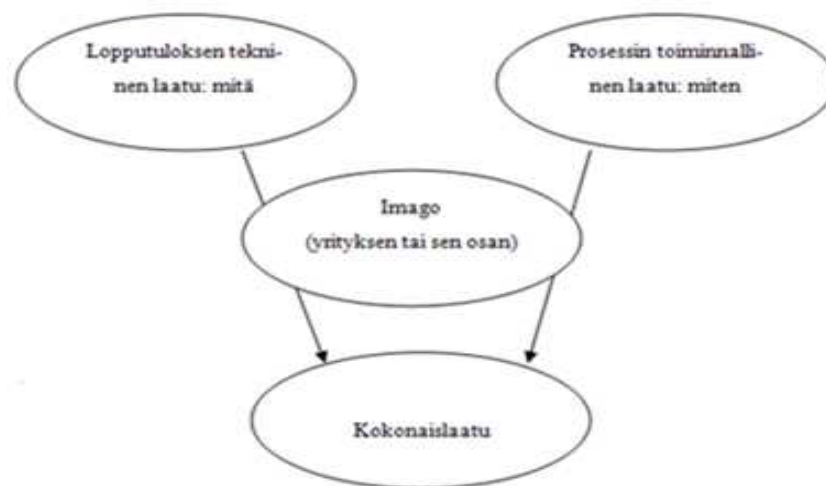 Lopputuloksen tekni-
nen laatu: mitä
Prosessin toiminnalli-
nen laatu: miten
Imago
(yrityksen tai sen osan)
Kokonaislaatu